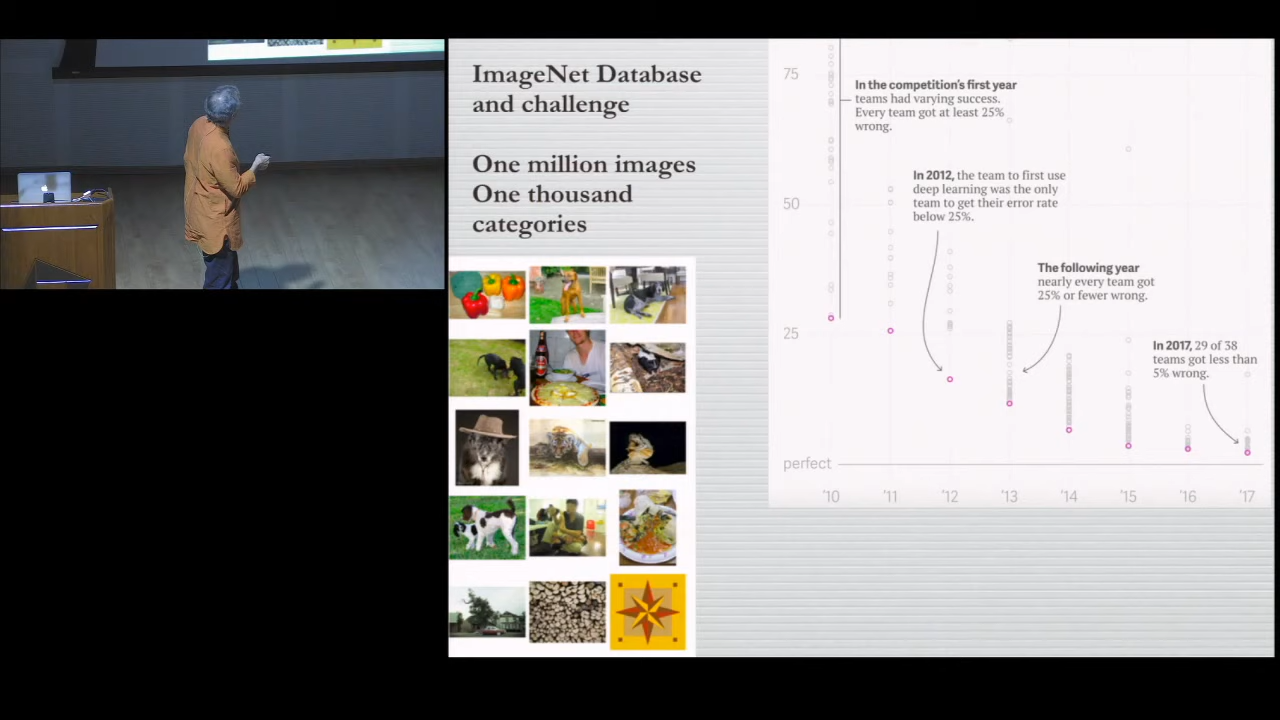 ImageNet Database
and challenge
One million images
One thousand
categories
75
50
25
perfect
In the competition's first year
teams had varying success.
Every team got at least 25%
wrong.
In 2012, the team to first use
deep learning was the only
team to get their error rate
below 25%.
The following year
nearly every team got
25% or fewer wrong.
In 2017, 29 of 38
teams got less than
5% wrong.
'10 '11 '12 '13 '14 '15 '16 '17